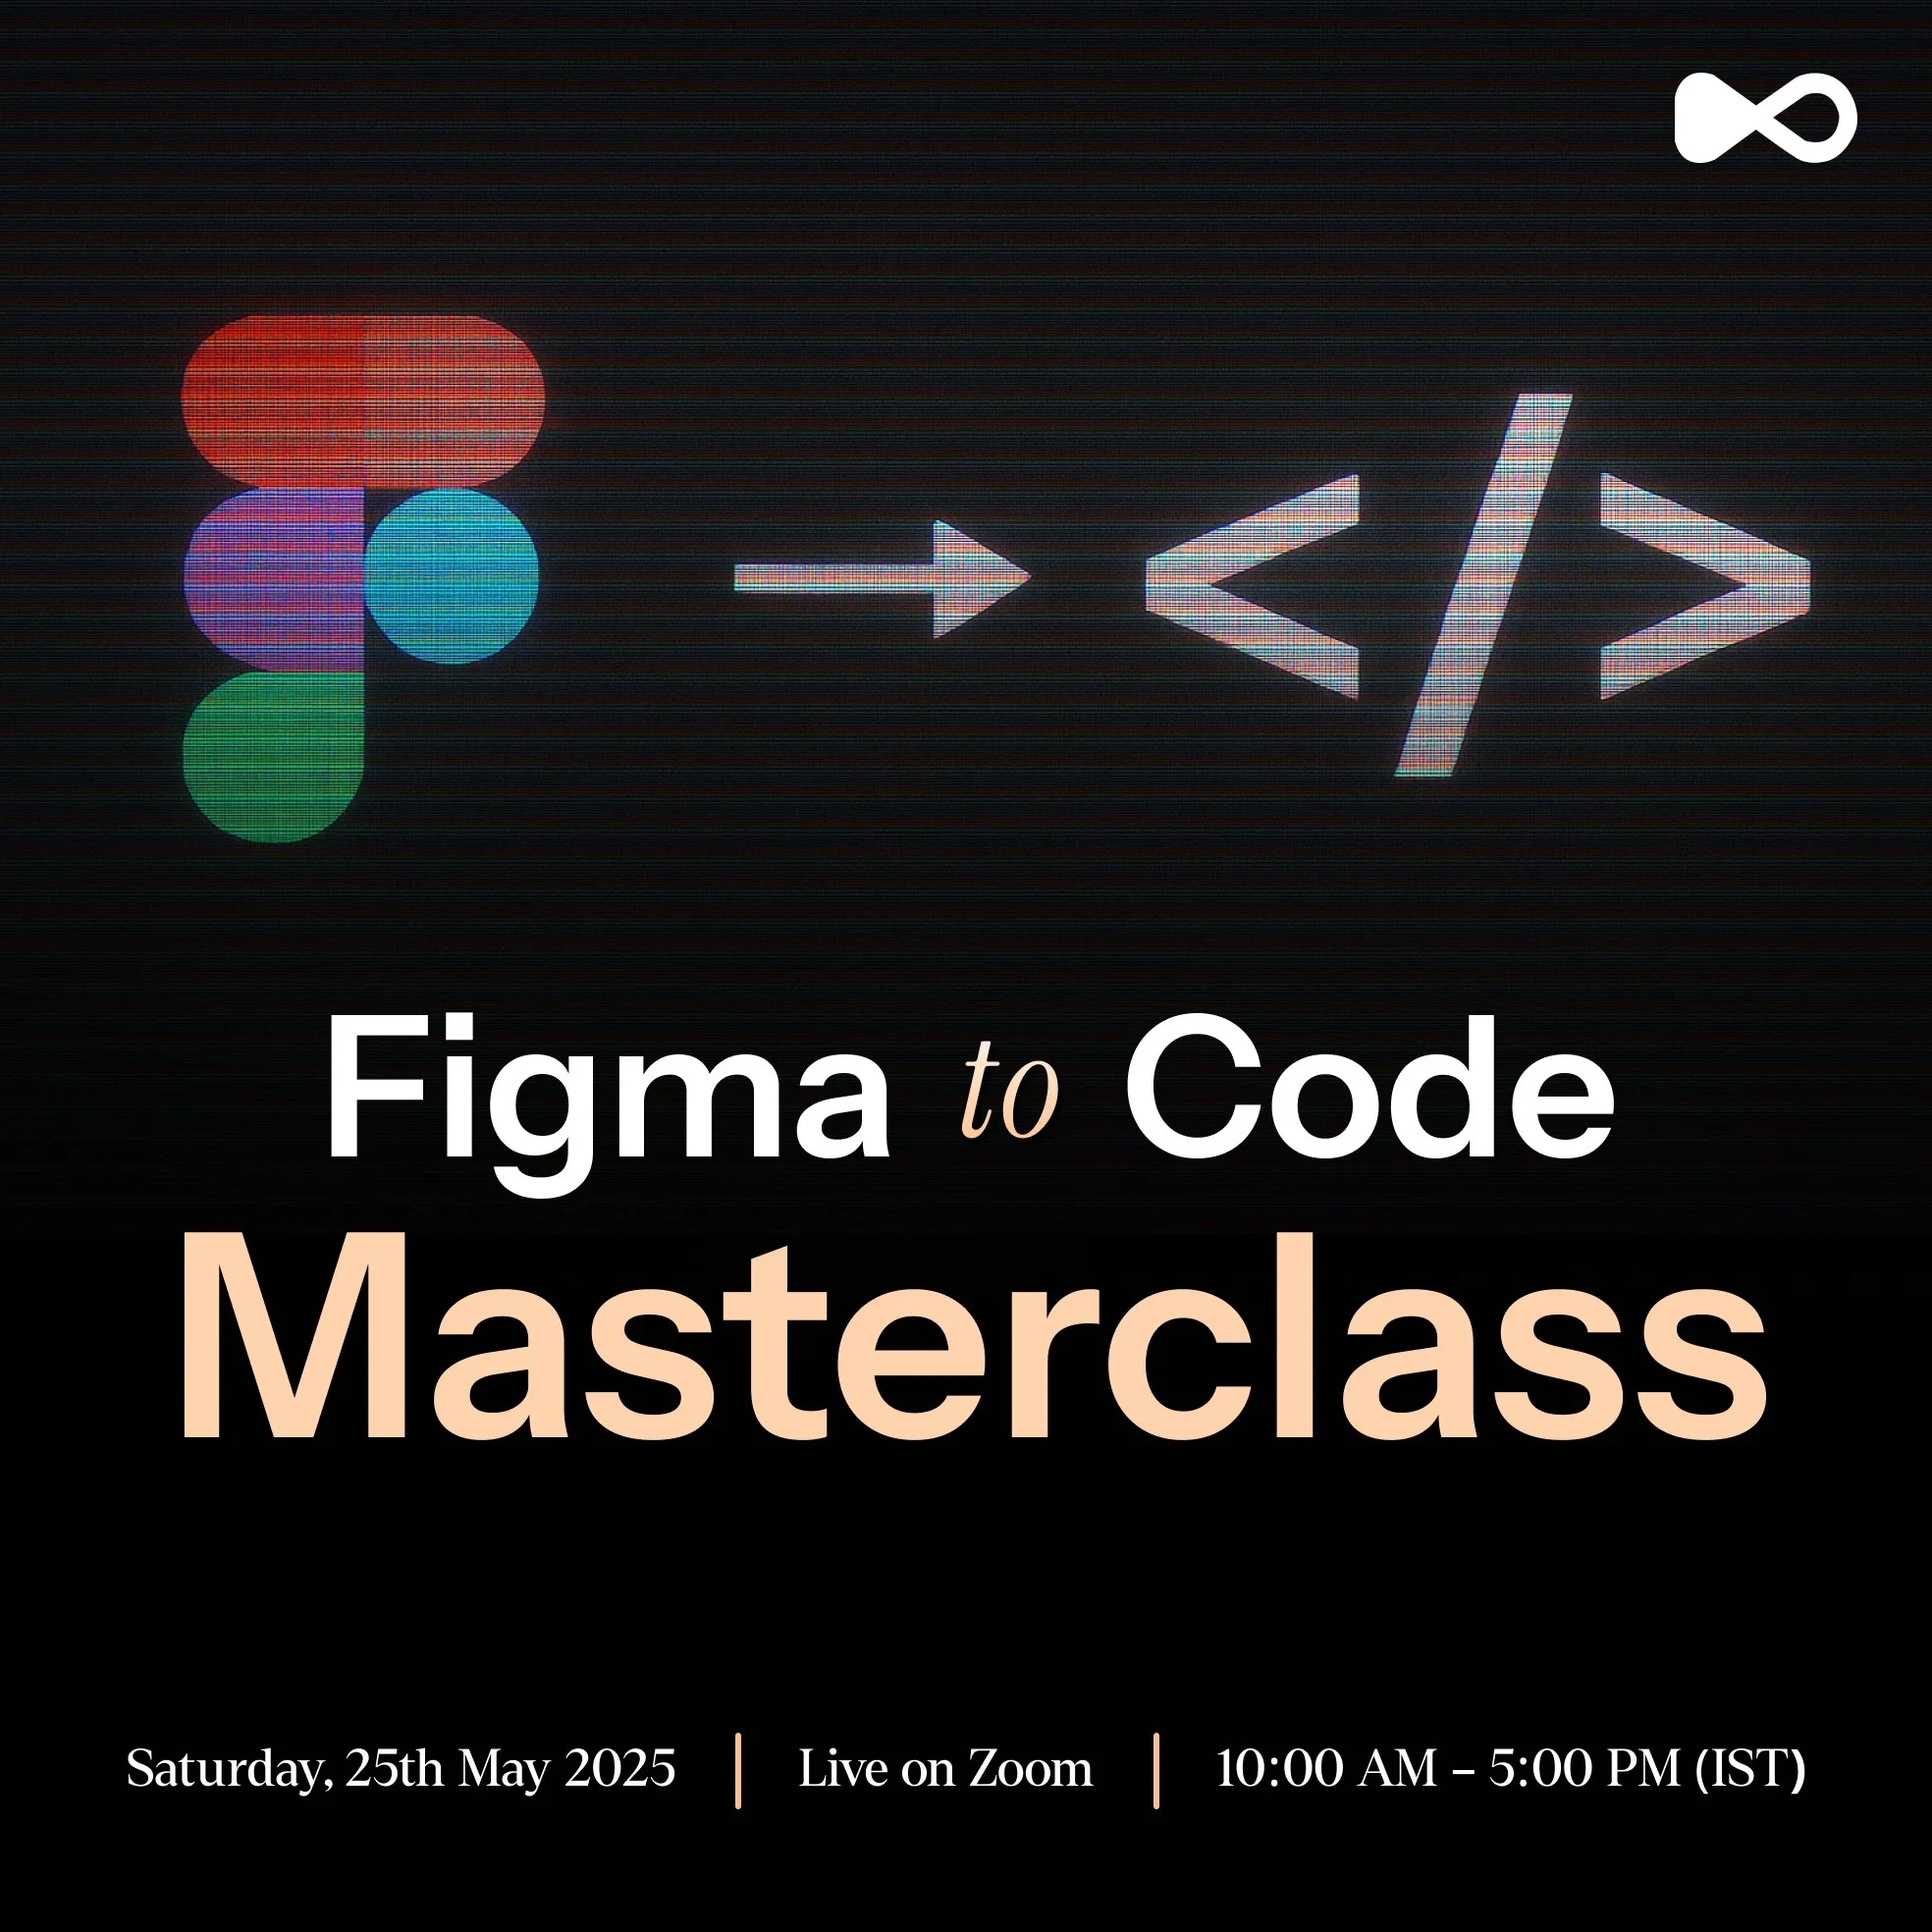 </>
Figma to Code
Masterclass
Saturday, 25th May 2025 | Live on Zoom | 10:00 AM – 5:00 PM (IST)